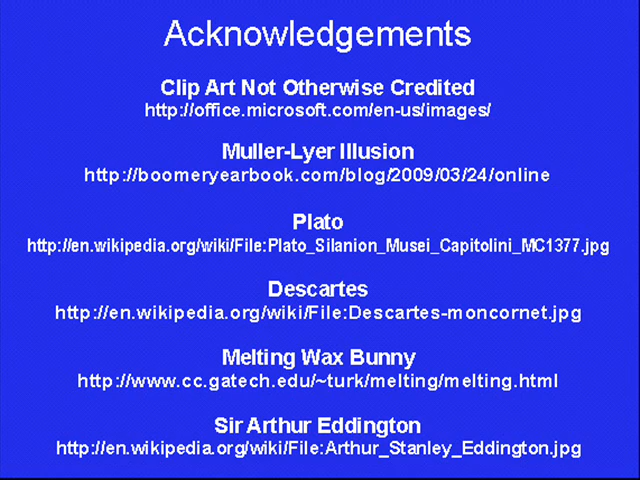 Acknowledgements
Clip Art Not Otherwise Credited
http://office.microsoft.com/en-us/images/
Muller-Lyer Illusion
http://boomeryearbook.com/blog/2009/03/24/online
Plato
http://en.wikipedia.org/wiki/File:Plato_Silanion_Musei_Capitolini_MC1377.jpg
Descartes
http://en.wikipedia.org/wiki/File:Descartes-moncornet.jpg
Melting Wax Bunny
http://www.cc.gatech.edu/~turk/melting/melting.html
Sir Arthur Eddington
http://en.wikipedia.org/wiki/File:Arthur_Stanley_Eddington.jpg